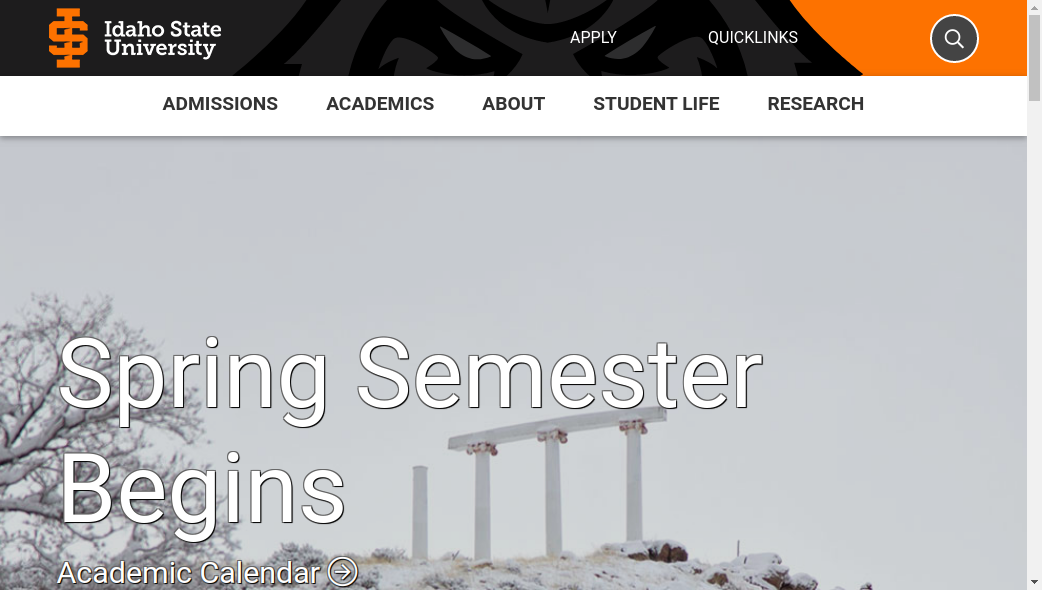 Idaho State
University
APPLY
QUICKLINKS
ADMISSIONS
ACADEMICS
ABOUT
STUDENT LIFE
RESEARCH
Spring Semester
Begins
Academic Calendar